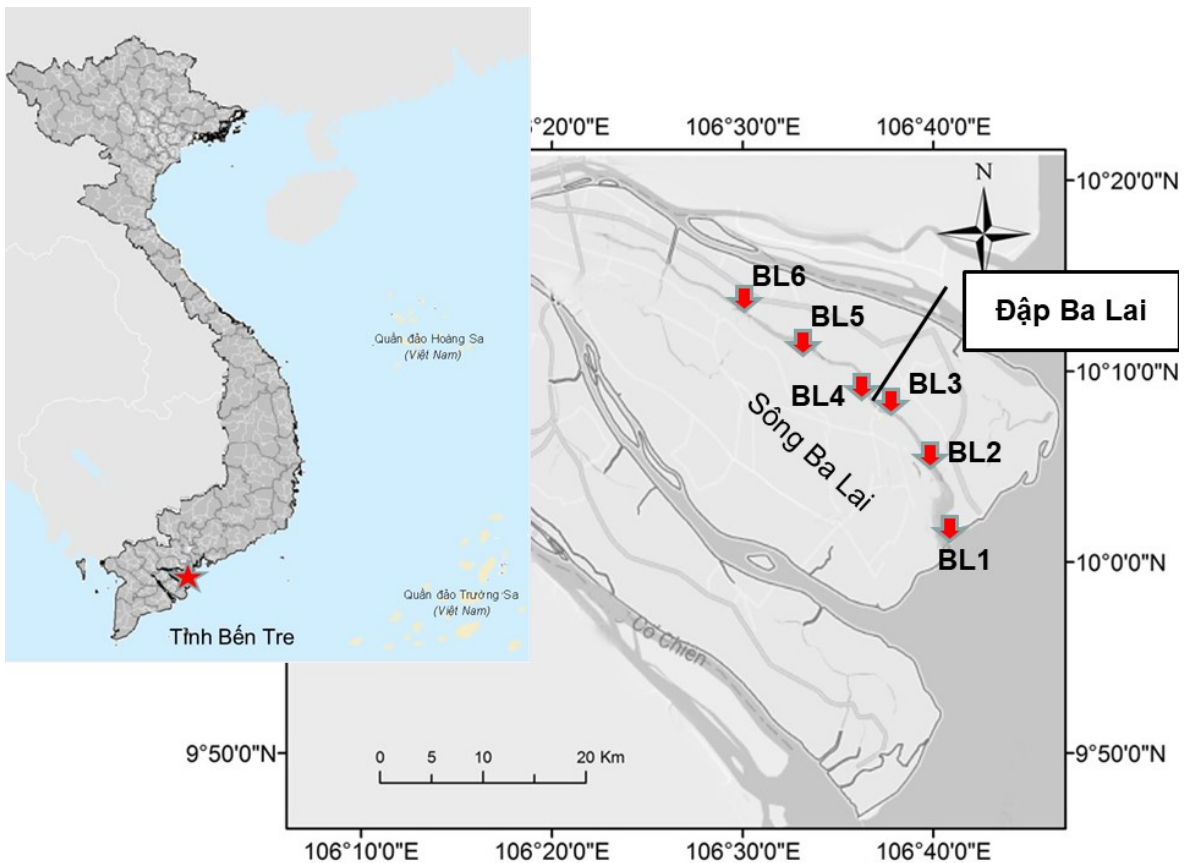 Quần đảo Hoàng Sa
(Việt Nam)
Quần đảo Trường Sa
(Việt Nam)
Tỉnh Bến Tre
106°30'0"E
106°40'0"E
10°20'0"N
N
BL6
Đập Ba Lai
BL5
10°10'0"N
BL4
BL3
Sông Ba Lai
BL2
BL1
10°0'0"N
Cổ Chiên
9°50'0"N
0 5 10 20 Km
9°50'0"N
106°10'0"E
106°20'0"E
106°30'0"E
106°40'0"E